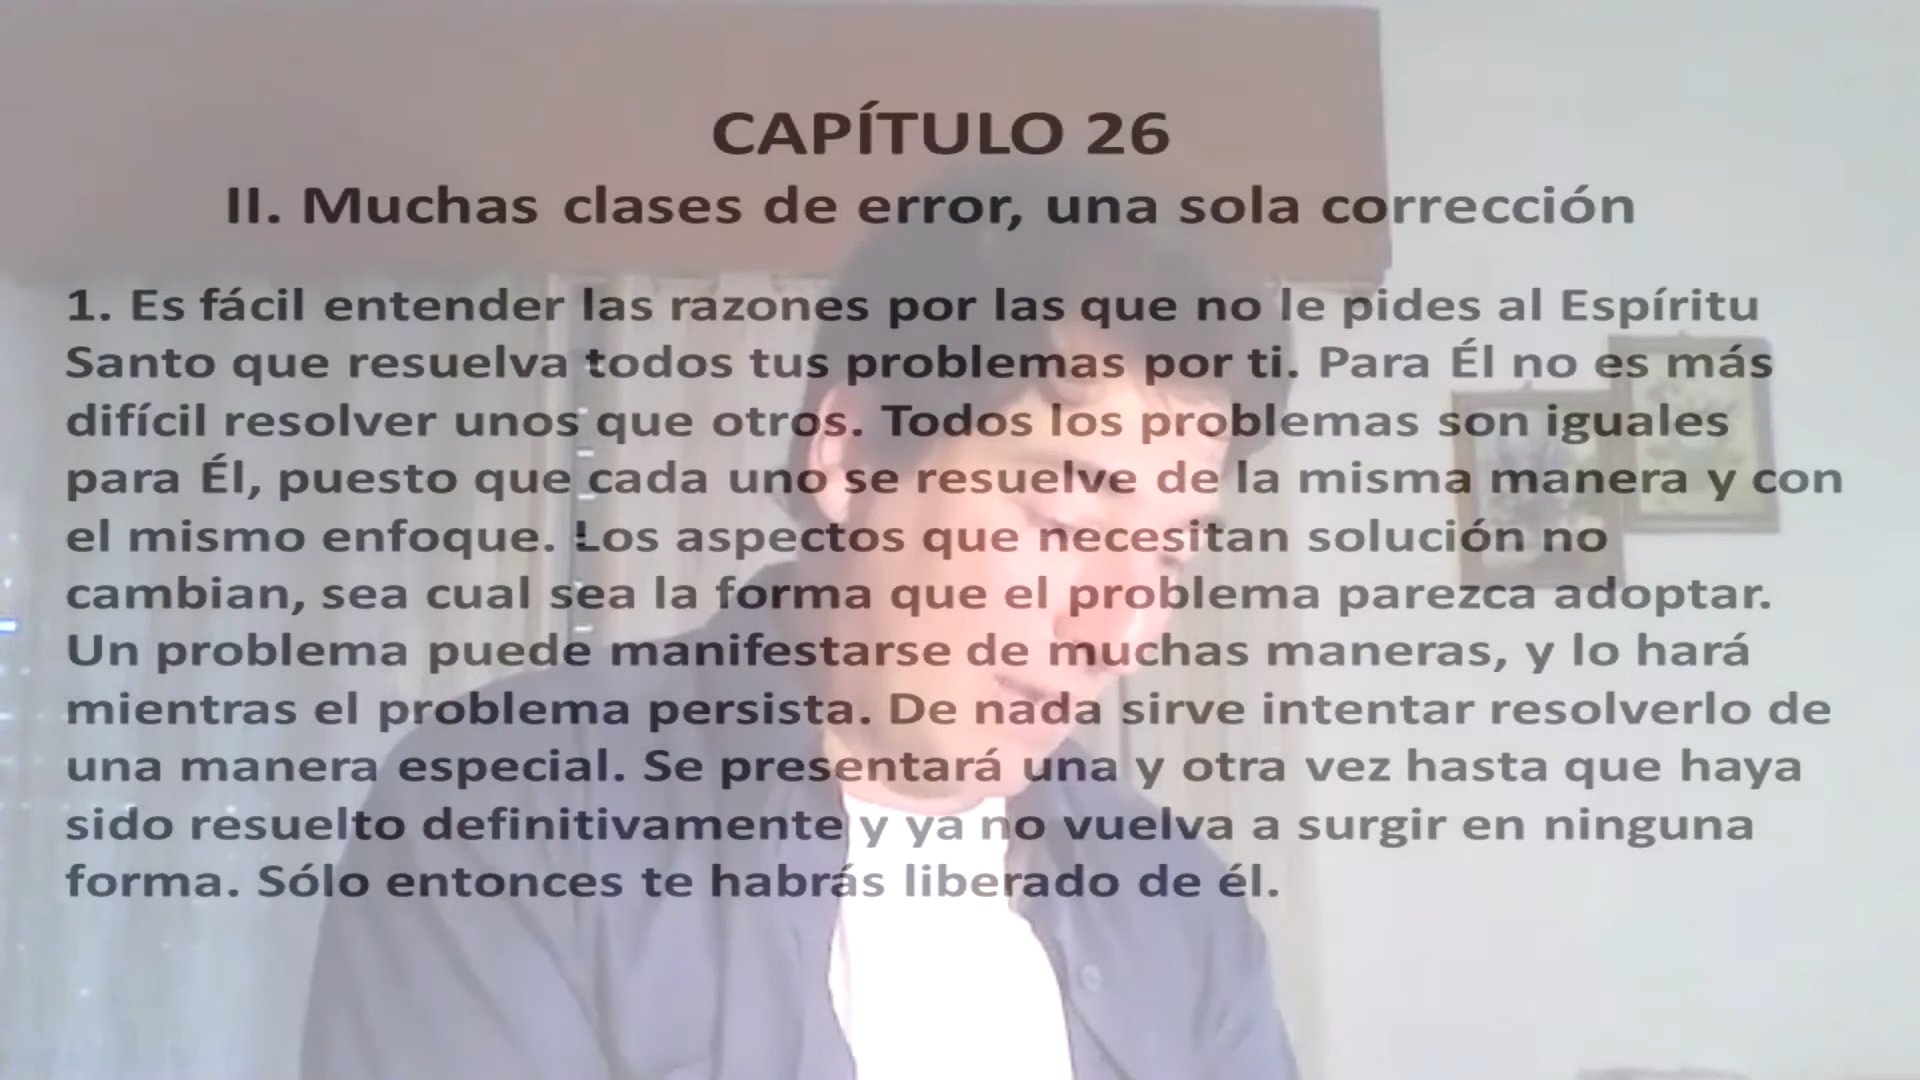 CAPÍTULO 26
II. Muchas clases de error, una sola corrección
1. Es fácil entender las razones por las que no le pides al Espíritu
Santo que resuelva todos tus problemas por ti. Para Él no es más
difícil resolver unos que otros. Todos los problemas son iguales
para Él, puesto que cada uno se resuelve de la misma manera y con
el mismo enfoque. Los aspectos que necesitan solución no
cambian, sea cual sea la forma que el problema parezca adoptar.
Un problema puede manifestarse de muchas maneras, y lo hará
mientras el problema persista. De nada sirve intentar resolverlo de
una manera especial. Se presentará una y otra vez hasta que haya
sido resuelto definitivamente y ya no vuelva a surgir en ninguna
forma. Sólo entonces te habrás liberado de él.